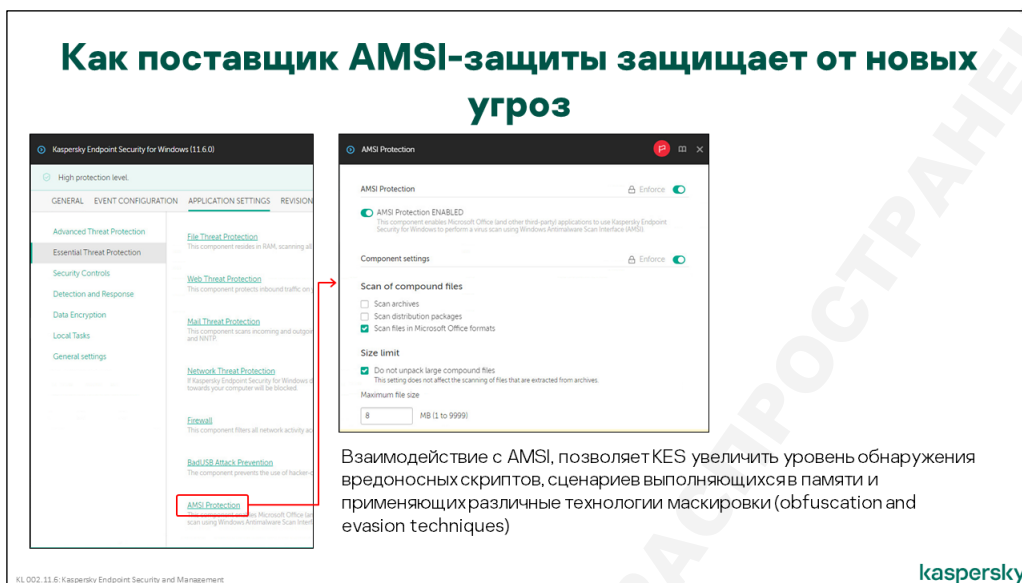 Как поставщик AMSI-защиты защищает от новых
угроз
Kaspersky Endpoint Security for Windows (11.6.0)
High protection level.
GENERAL EVENT CONFIGURATION APPLICATION SETTINGS REVISION
Advanced Threat Protection
Essential Threat Protection
Security Controls
Detection and Response
Data Encryption
Local Tasks
General settings
File Threat Protection
This component resides in RAM, scanning all
Web Threat Protection
This component protects inbound traffic on
Mail Threat Protection
This component scans incoming and outgoi
and NNTP.
Network Threat Protection
If Kaspersky Endpoint Security for Windows d
towards your computer will be blocked.
Firewall
This component filters all network activity ac
BadUSB Attack Prevention
The component prevents the use of hacker-
AMSI Protection
This component enables Microsoft Office (an
scan using Windows Antimalware Scan Interf
AMSI Protection
AMSI Protection Enforce
AMSI Protection ENABLED
This component enables Microsoft Office (and other third-party) applications to use Kaspersky Endpoint
Security for Windows to perform a virus scan using Windows Antimalware Scan Interface (AMSI).
Component settings Enforce
Scan of compound files
Scan archives
Scan distribution packages
Scan files in Microsoft Office formats
Size limit
Do not unpack large compound files
This setting does not affect the scanning of files that are extracted from archives.
Maximum file size
8 MB (1 to 9999)
Взаимодействие с AMSI, позволяет KES увеличить уровень обнаружения
вредоносных скриптов, сценариев выполняющихся в памяти и
применяющих различные технологии маскировки (obfuscation and
evasion techniques)
KL 002.11.6: Kaspersky Endpoint Security and Management
kaspersky